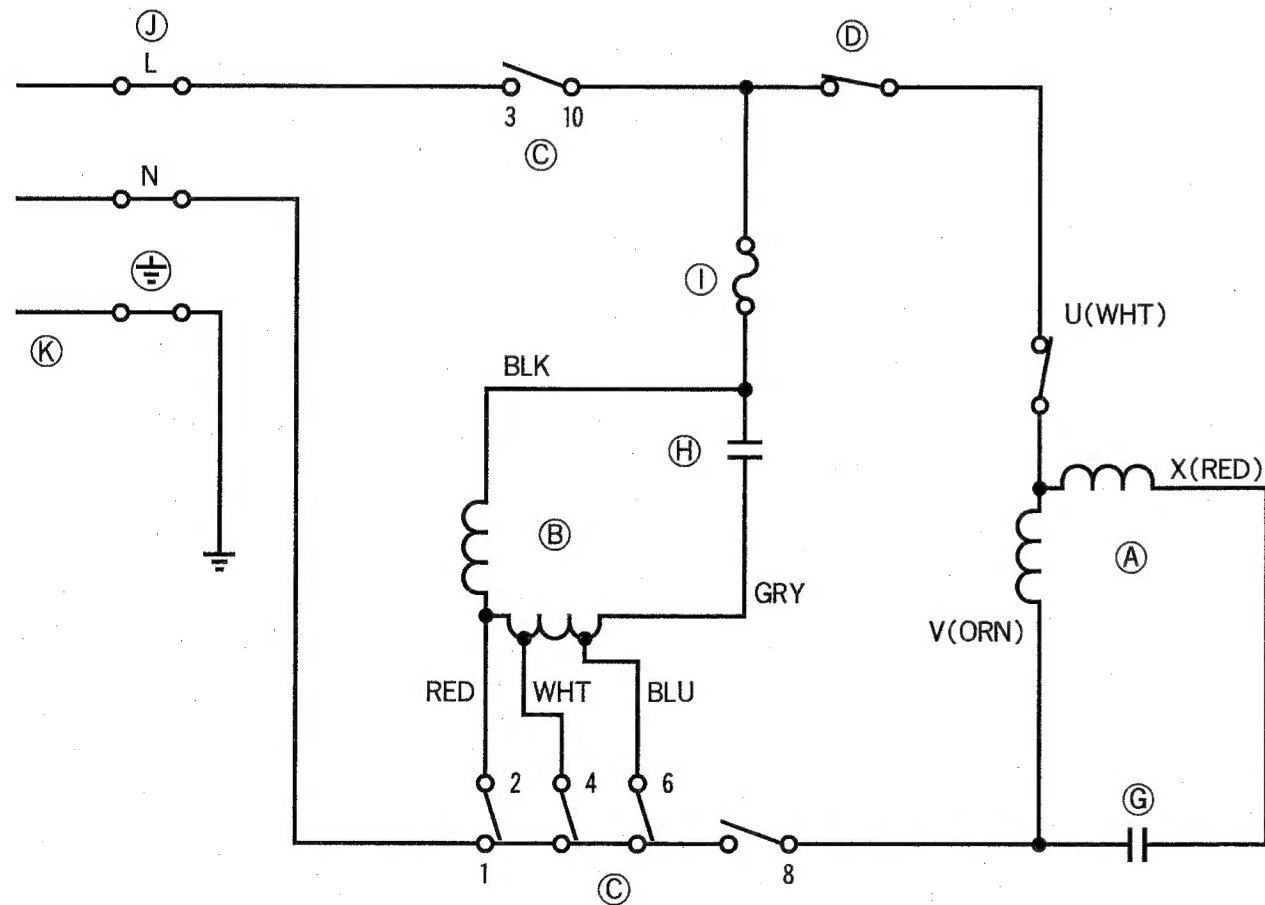 Ⓙ
L
Ⓓ
3 10
Ⓒ
N
Ⓘ
U(WHT)
Ⓚ
BLK
Ⓗ
X(RED)
Ⓑ
Ⓐ
GRY
V(ORN)
RED WHT BLU
2 4 6
Ⓖ
1 8
Ⓒ